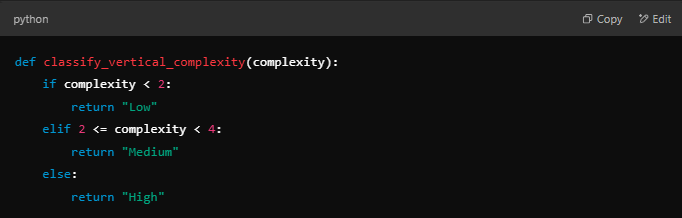 python
Copy
Edit
def classify_vertical_complexity(complexity):
    if complexity < 2:
        return "Low"
    elif 2 <= complexity < 4:
        return "Medium"
    else:
        return "High"